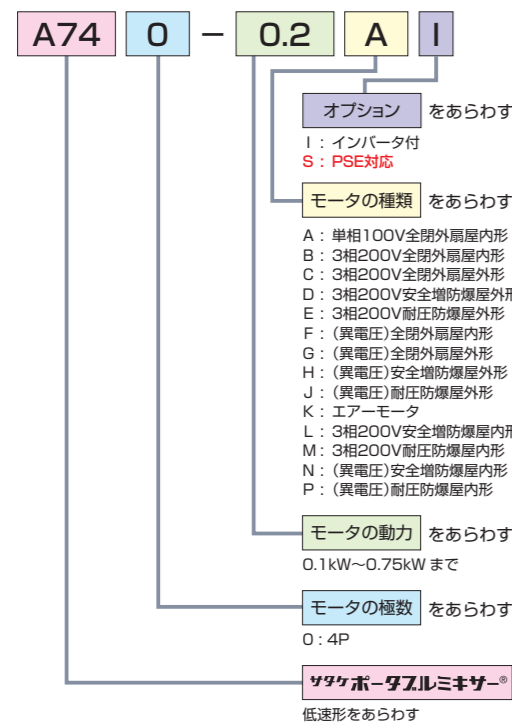 A74 0 - 0.2 A I
オプション をあらわす
I : インバータ付
S : PSE対応
モータの種類 をあらわす
A : 単相100V全閉外扇屋内形
B : 3相200V全閉外扇屋内形
C : 3相200V全閉外扇屋外形
D : 3相200V安全増防爆屋外形
E : 3相200V耐圧防爆屋外形
F : (異電圧)全閉外扇屋内形
G : (異電圧)全閉外扇屋外形
H : (異電圧)安全増防爆屋外形
J : (異電圧)耐圧防爆屋外形
K : エアーモータ
L : 3相200V安全増防爆屋内形
M : 3相200V耐圧防爆屋内形
N : (異電圧)安全増防爆屋内形
P : (異電圧)耐圧防爆屋内形
モータの動力 をあらわす
0.1kW～0.75kW まで
モータの極数 をあらわす
0 : 4P
サタケポータブルミキサー®
低速形をあらわす